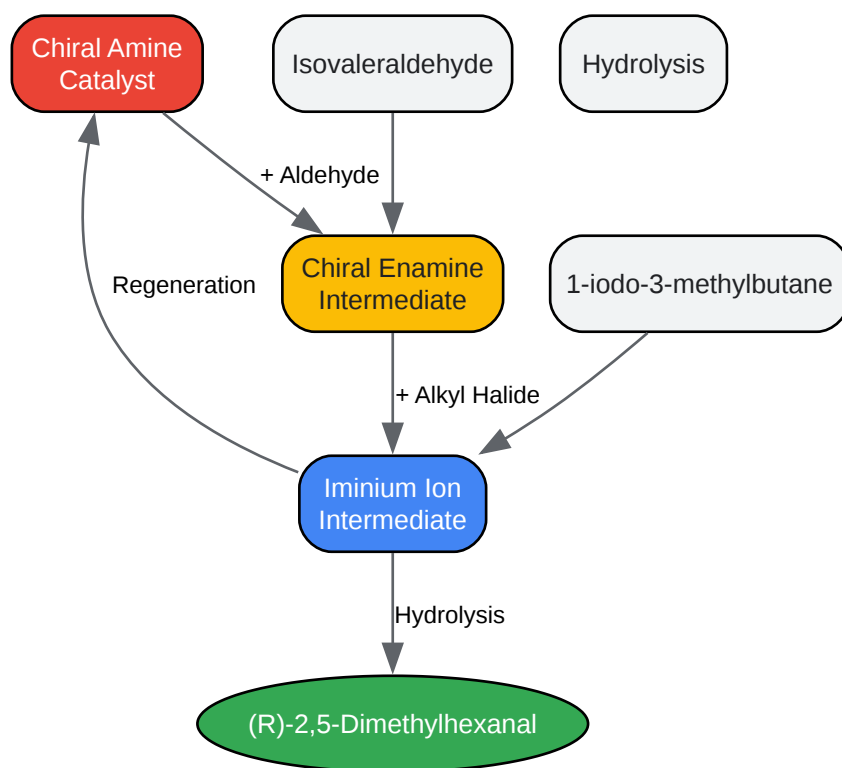 Chiral Amine
Catalyst
Isovaleraldehyde
Hydrolysis
+ Aldehyde
Chiral Enamine
Intermediate
1-iodo-3-methylbutane
Regeneration
+ Alkyl Halide
Iminium Ion
Intermediate
Hydrolysis
(R)-2,5-Dimethylhexanal